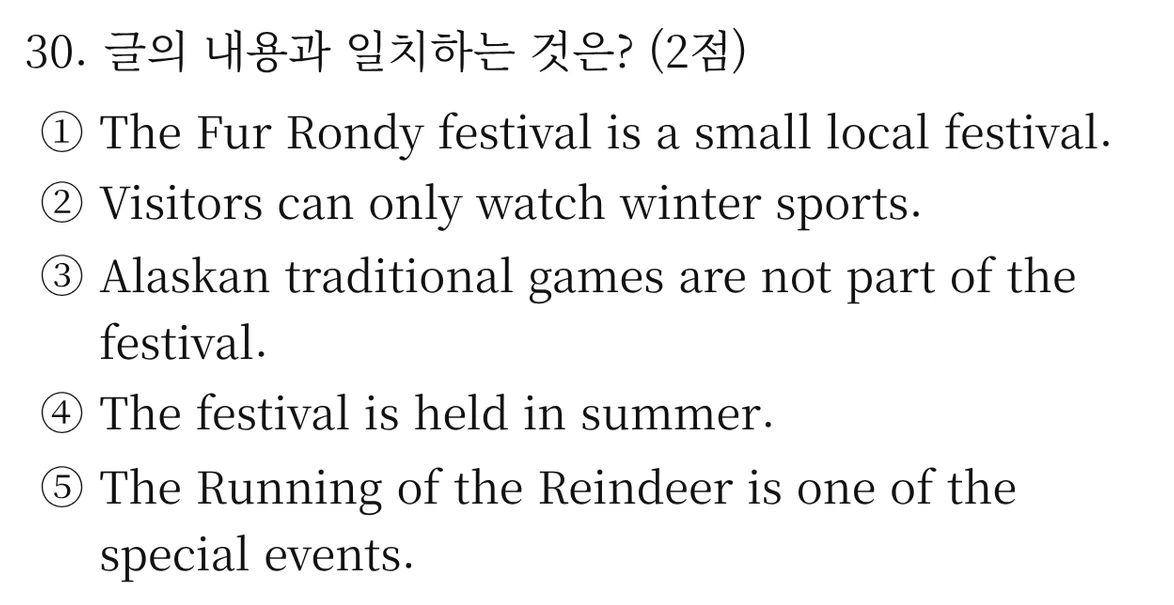 30. 글의 내용과 일치하는 것은? (2점)
① The Fur Rondy festival is a small local festival.
② Visitors can only watch winter sports.
③ Alaskan traditional games are not part of the
festival.
④ The festival is held in summer.
⑤ The Running of the Reindeer is one of the
special events.